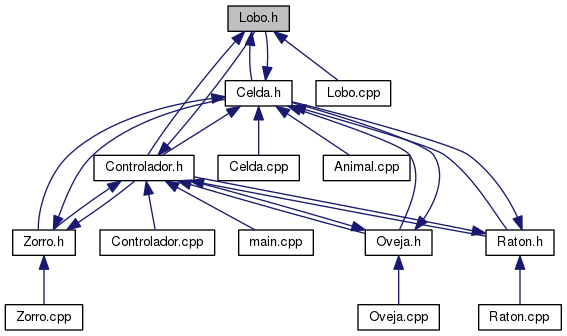 Lobo.h
Celda.h
Lobo.cpp
Controlador.h
Celda.cpp
Animal.cpp
Zorro.h
Controlador.cpp
main.cpp
Oveja.h
Raton.h
Zorro.cpp
Oveja.cpp
Raton.cpp